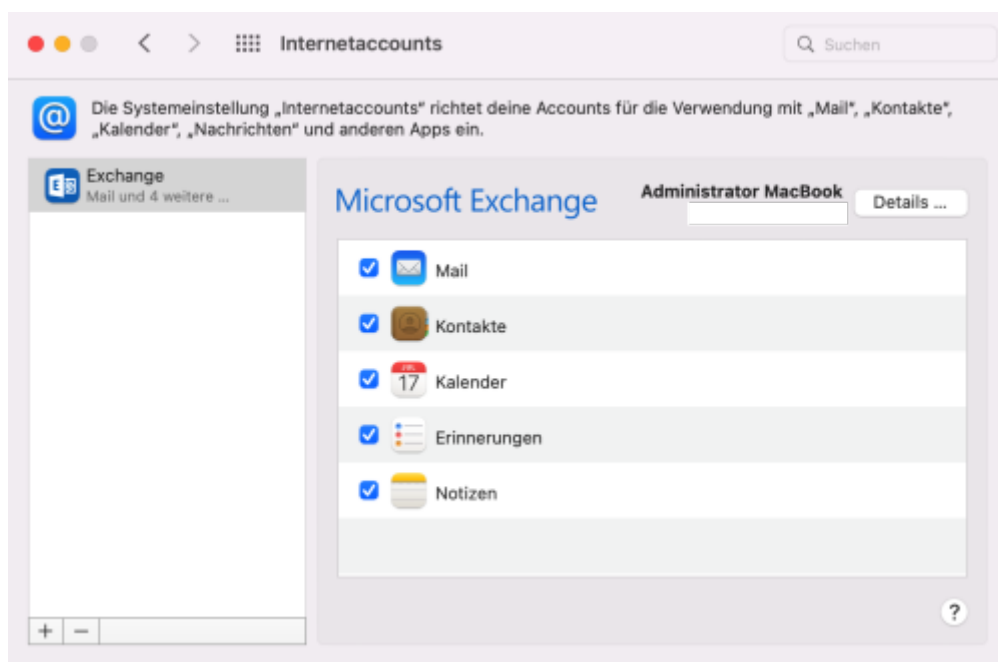 Internetaccounts
Suchen
Die Systemeinstellung „Internetaccounts“ richtet deine Accounts für die Verwendung mit „Mail“, „Kontakte“,
„Kalender“, „Nachrichten“ und anderen Apps ein.
Exchange
Mail und 4 weitere ...
Microsoft Exchange
Administrator MacBook
Details ...
Mail
Kontakte
JUL
17
Kalender
Erinnerungen
Notizen
?